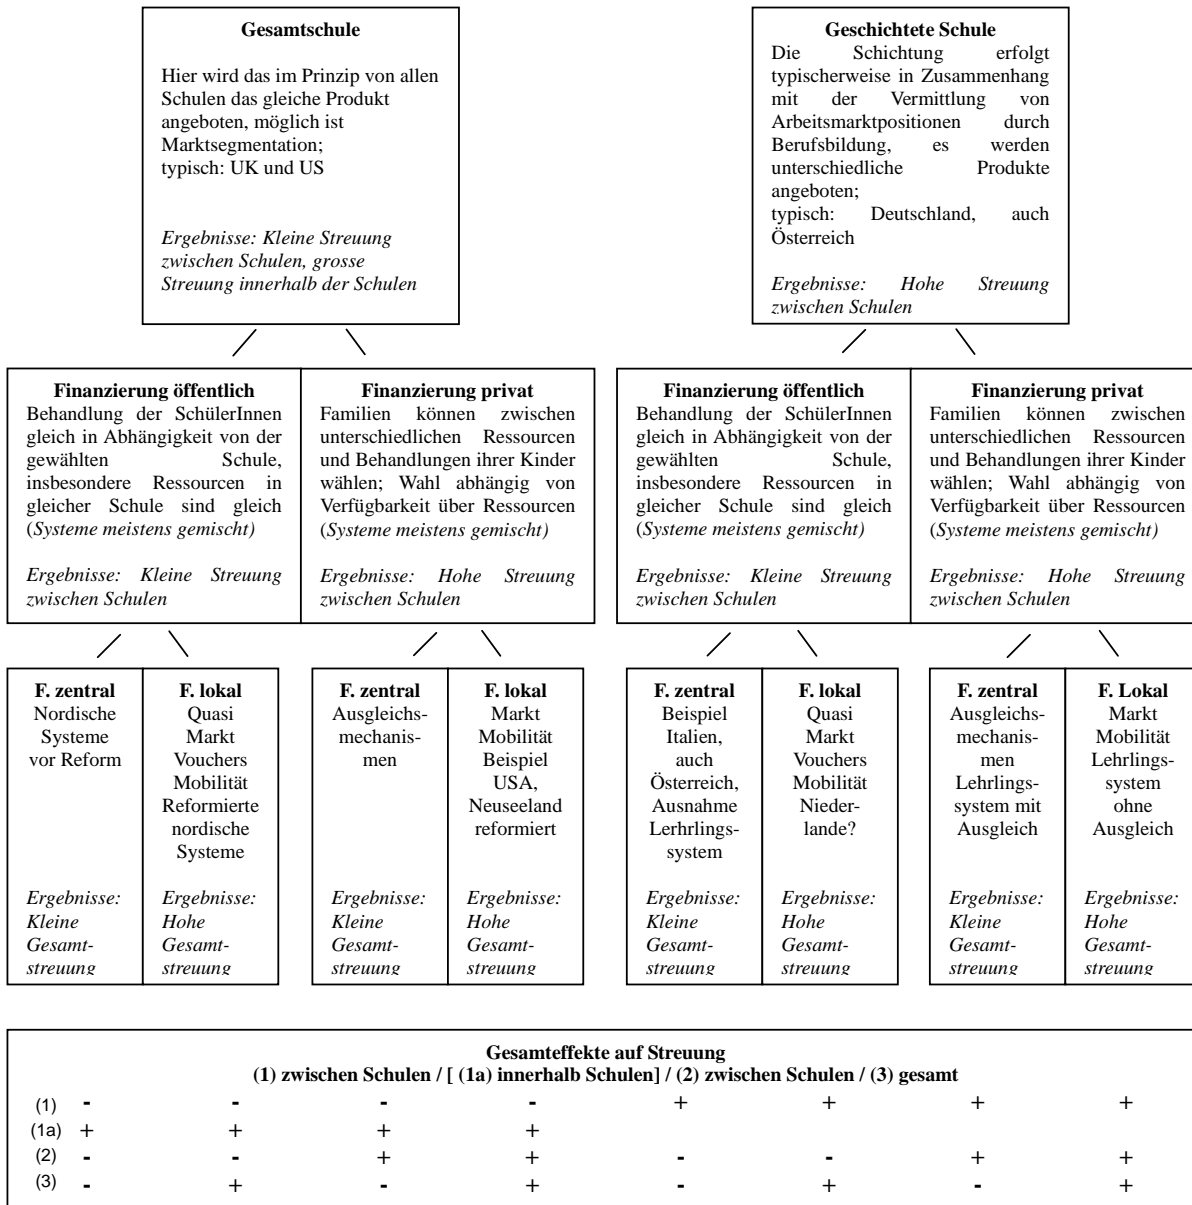 Gesamtschule
Hier wird das im Prinzip von allen
Schulen das gleiche Produkt
angeboten, möglich ist
Marktsegmentation;
typisch: UK und US
Ergebnisse: Kleine Streuung
zwischen Schulen, grosse
Streuung innerhalb der Schulen
Geschichtete Schule
Die Schichtung erfolgt
typischerweise in Zusammenhang
mit der Vermittlung von
Arbeitsmarktpositionen durch
Berufsbildung, es werden
unterschiedliche Produkte
angeboten;
typisch: Deutschland, auch
Österreich
Ergebnisse: Hohe Streuung
zwischen Schulen
Finanzierung öffentlich
Behandlung der SchülerInnen
gleich in Abhängigkeit von der
gewählten Schule,
insbesondere Ressourcen in
gleicher Schule sind gleich
(Systeme meistens gemischt)
Ergebnisse: Kleine Streuung
zwischen Schulen
Finanzierung privat
Familien können zwischen
unterschiedlichen Ressourcen
und Behandlungen ihrer Kinder
wählen; Wahl abhängig von
Verfügbarkeit über Ressourcen
(Systeme meistens gemischt)
Ergebnisse: Hohe Streuung
zwischen Schulen
Finanzierung öffentlich
Behandlung der SchülerInnen
gleich in Abhängigkeit von der
gewählten Schule,
insbesondere Ressourcen in
gleicher Schule sind gleich
(Systeme meistens gemischt)
Ergebnisse: Kleine Streuung
zwischen Schulen
Finanzierung privat
Familien können zwischen
unterschiedlichen Ressourcen
und Behandlungen ihrer Kinder
wählen; Wahl abhängig von
Verfügbarkeit über Ressourcen
(Systeme meistens gemischt)
Ergebnisse: Hohe Streuung
zwischen Schulen
F. zentral
Nordische
Systeme
vor Reform
Ergebnisse:
Kleine
Gesamt-
streuung
F. lokal
Quasi
Markt
Vouchers
Mobilität
Reformierte
nordische
Systeme
Ergebnisse:
Hohe
Gesamt-
streuung
F. zentral
Ausgleichs-
mechanis-
men
Ergebnisse:
Kleine
Gesamt-
streuung
F. lokal
Markt
Mobilität
Beispiel
USA,
Neuseeland
reformiert
Ergebnisse:
Hohe
Gesamt-
streuung
F. zentral
Beispiel
Italien,
auch
Österreich,
Ausnahme
Lerhrlings-
system
Ergebnisse:
Kleine
Gesamt-
streuung
F. lokal
Quasi
Markt
Vouchers
Mobilität
Nieder-
lande?
Ergebnisse:
Hohe
Gesamt-
streuung
F. zentral
Ausgleichs-
mechanis-
men
Lehrlings-
system mit
Ausgleich
Ergebnisse:
Kleine
Gesamt-
streuung
F. Lokal
Markt
Mobilität
Lehrlings-
system
ohne
Ausgleich
Ergebnisse:
Hohe
Gesamt-
streuung
Gesamteffekte auf Streuung
(1) zwischen Schulen / [ (1a) innerhalb Schulen] / (2) zwischen Schulen / (3) gesamt
(1) - - - - + + + +
(1a) + + + +
(2) - - + + - - + +
(3) - + - + - + - +